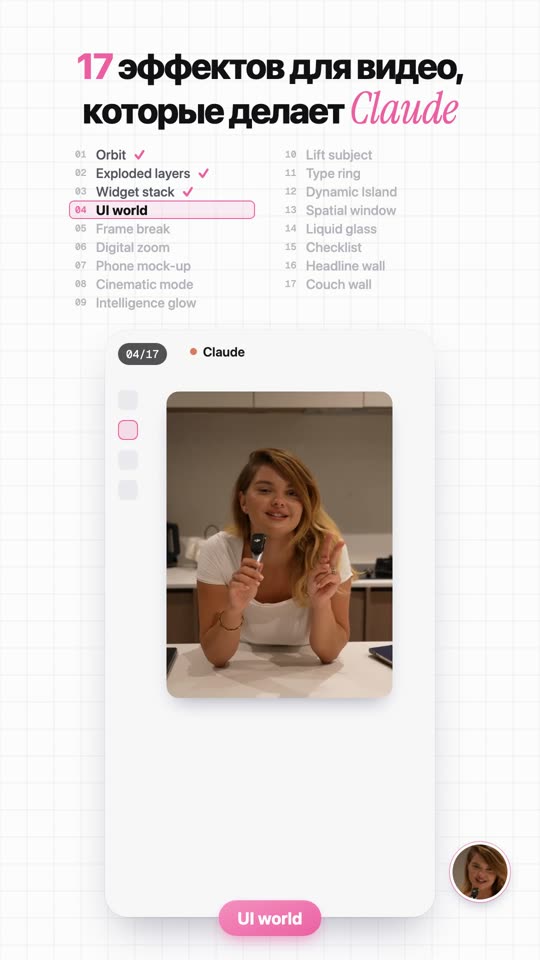 17 эффектов для видео,
которые делает Claude
01 Orbit ✓
02 Exploded layers ✓
03 Widget stack ✓
04 UI world
05 Frame break
06 Digital zoom
07 Phone mock-up
08 Cinematic mode
09 Intelligence glow
10 Lift subject
11 Type ring
12 Dynamic Island
13 Spatial window
14 Liquid glass
15 Checklist
16 Headline wall
17 Couch wall
04/17
Claude
UI world